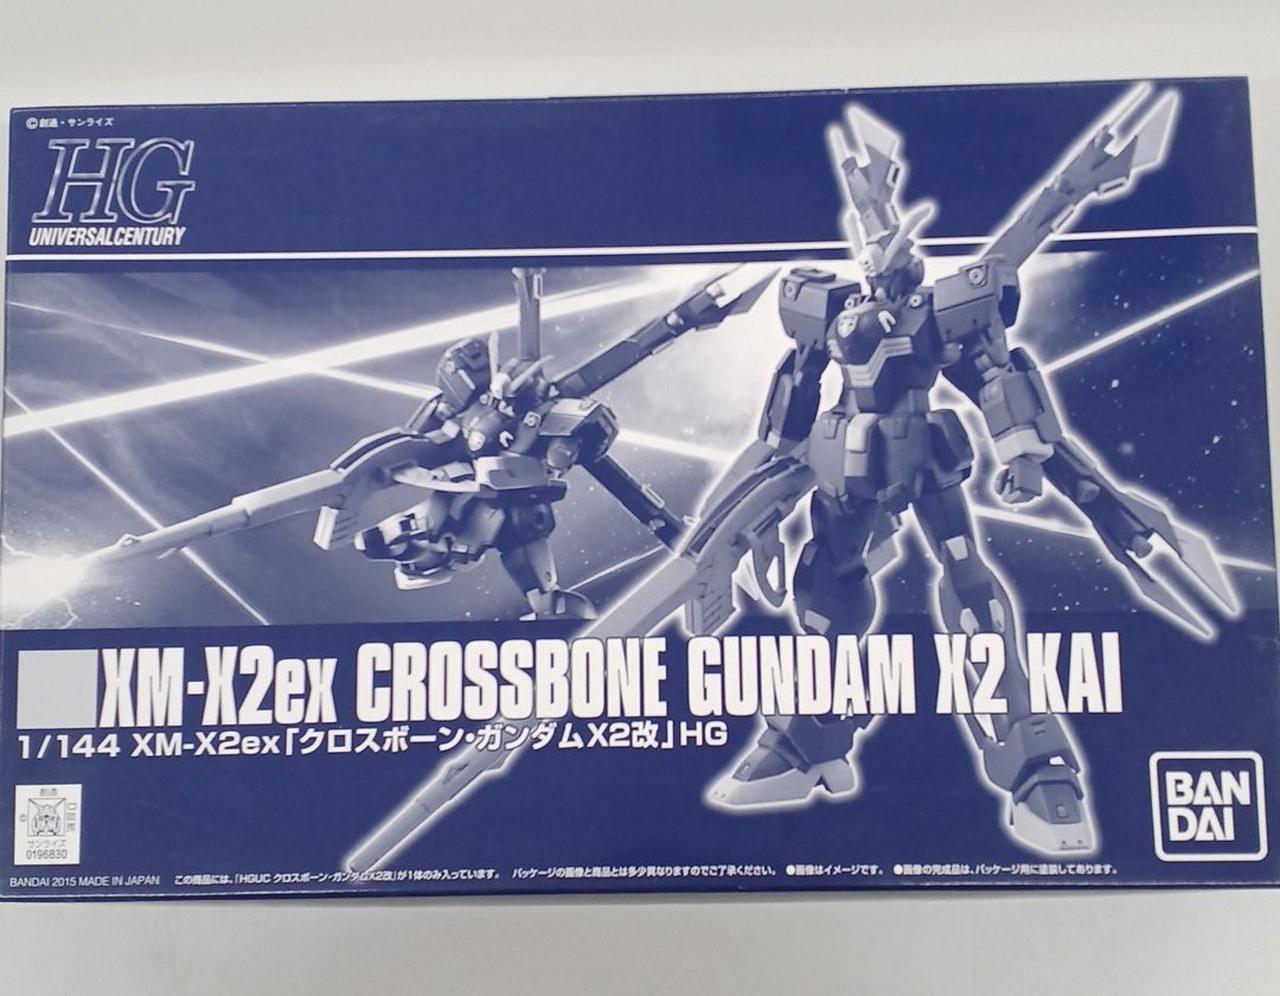 ©創通・サンライズ
HG
UNIVERSAL CENTURY
XM-X2ex CROSSBONE GUNDAM X2 KAI
1/144 XM-X2ex「クロスボーン・ガンダムX2改」HG
BAN
DAI
創通
©
サンライズ
0196830
BANDAI 2015 MADE IN JAPAN この商品には、「HGUC クロスボーン・ガンダムX2改」が1体のみ入っています。 パッケージの画像と商品とは多少異なりますのでご了承ください。 ●画像はイメージです。 ●画像の完成品は、パッケージ用に塗装してあります。